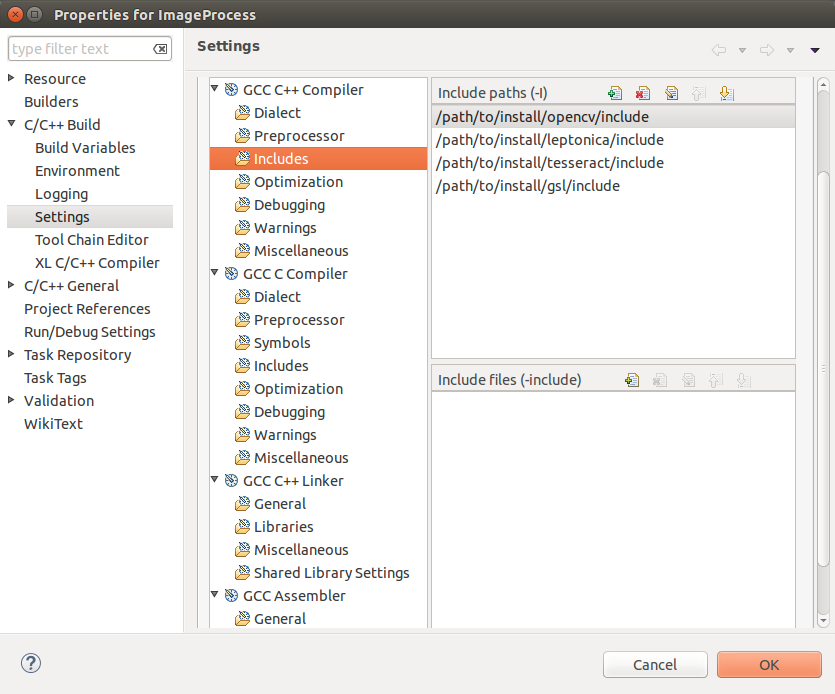 Properties for ImageProcess
type filter text
Resource
Builders
C/C++ Build
Build Variables
Environment
Logging
Settings
Tool Chain Editor
XL C/C++ Compiler
C/C++ General
Project References
Run/Debug Settings
Task Repository
Task Tags
Validation
WikiText
Settings
GCC C++ Compiler
Dialect
Preprocessor
Includes
Optimization
Debugging
Warnings
Miscellaneous
GCC C Compiler
Dialect
Preprocessor
Symbols
Includes
Optimization
Debugging
Warnings
Miscellaneous
GCC C++ Linker
General
Libraries
Miscellaneous
Shared Library Settings
GCC Assembler
General
Include paths (-I)
/path/to/install/opencv/include
/path/to/install/leptonica/include
/path/to/install/tesseract/include
/path/to/install/gsl/include
Include files (-include)
?
Cancel
OK